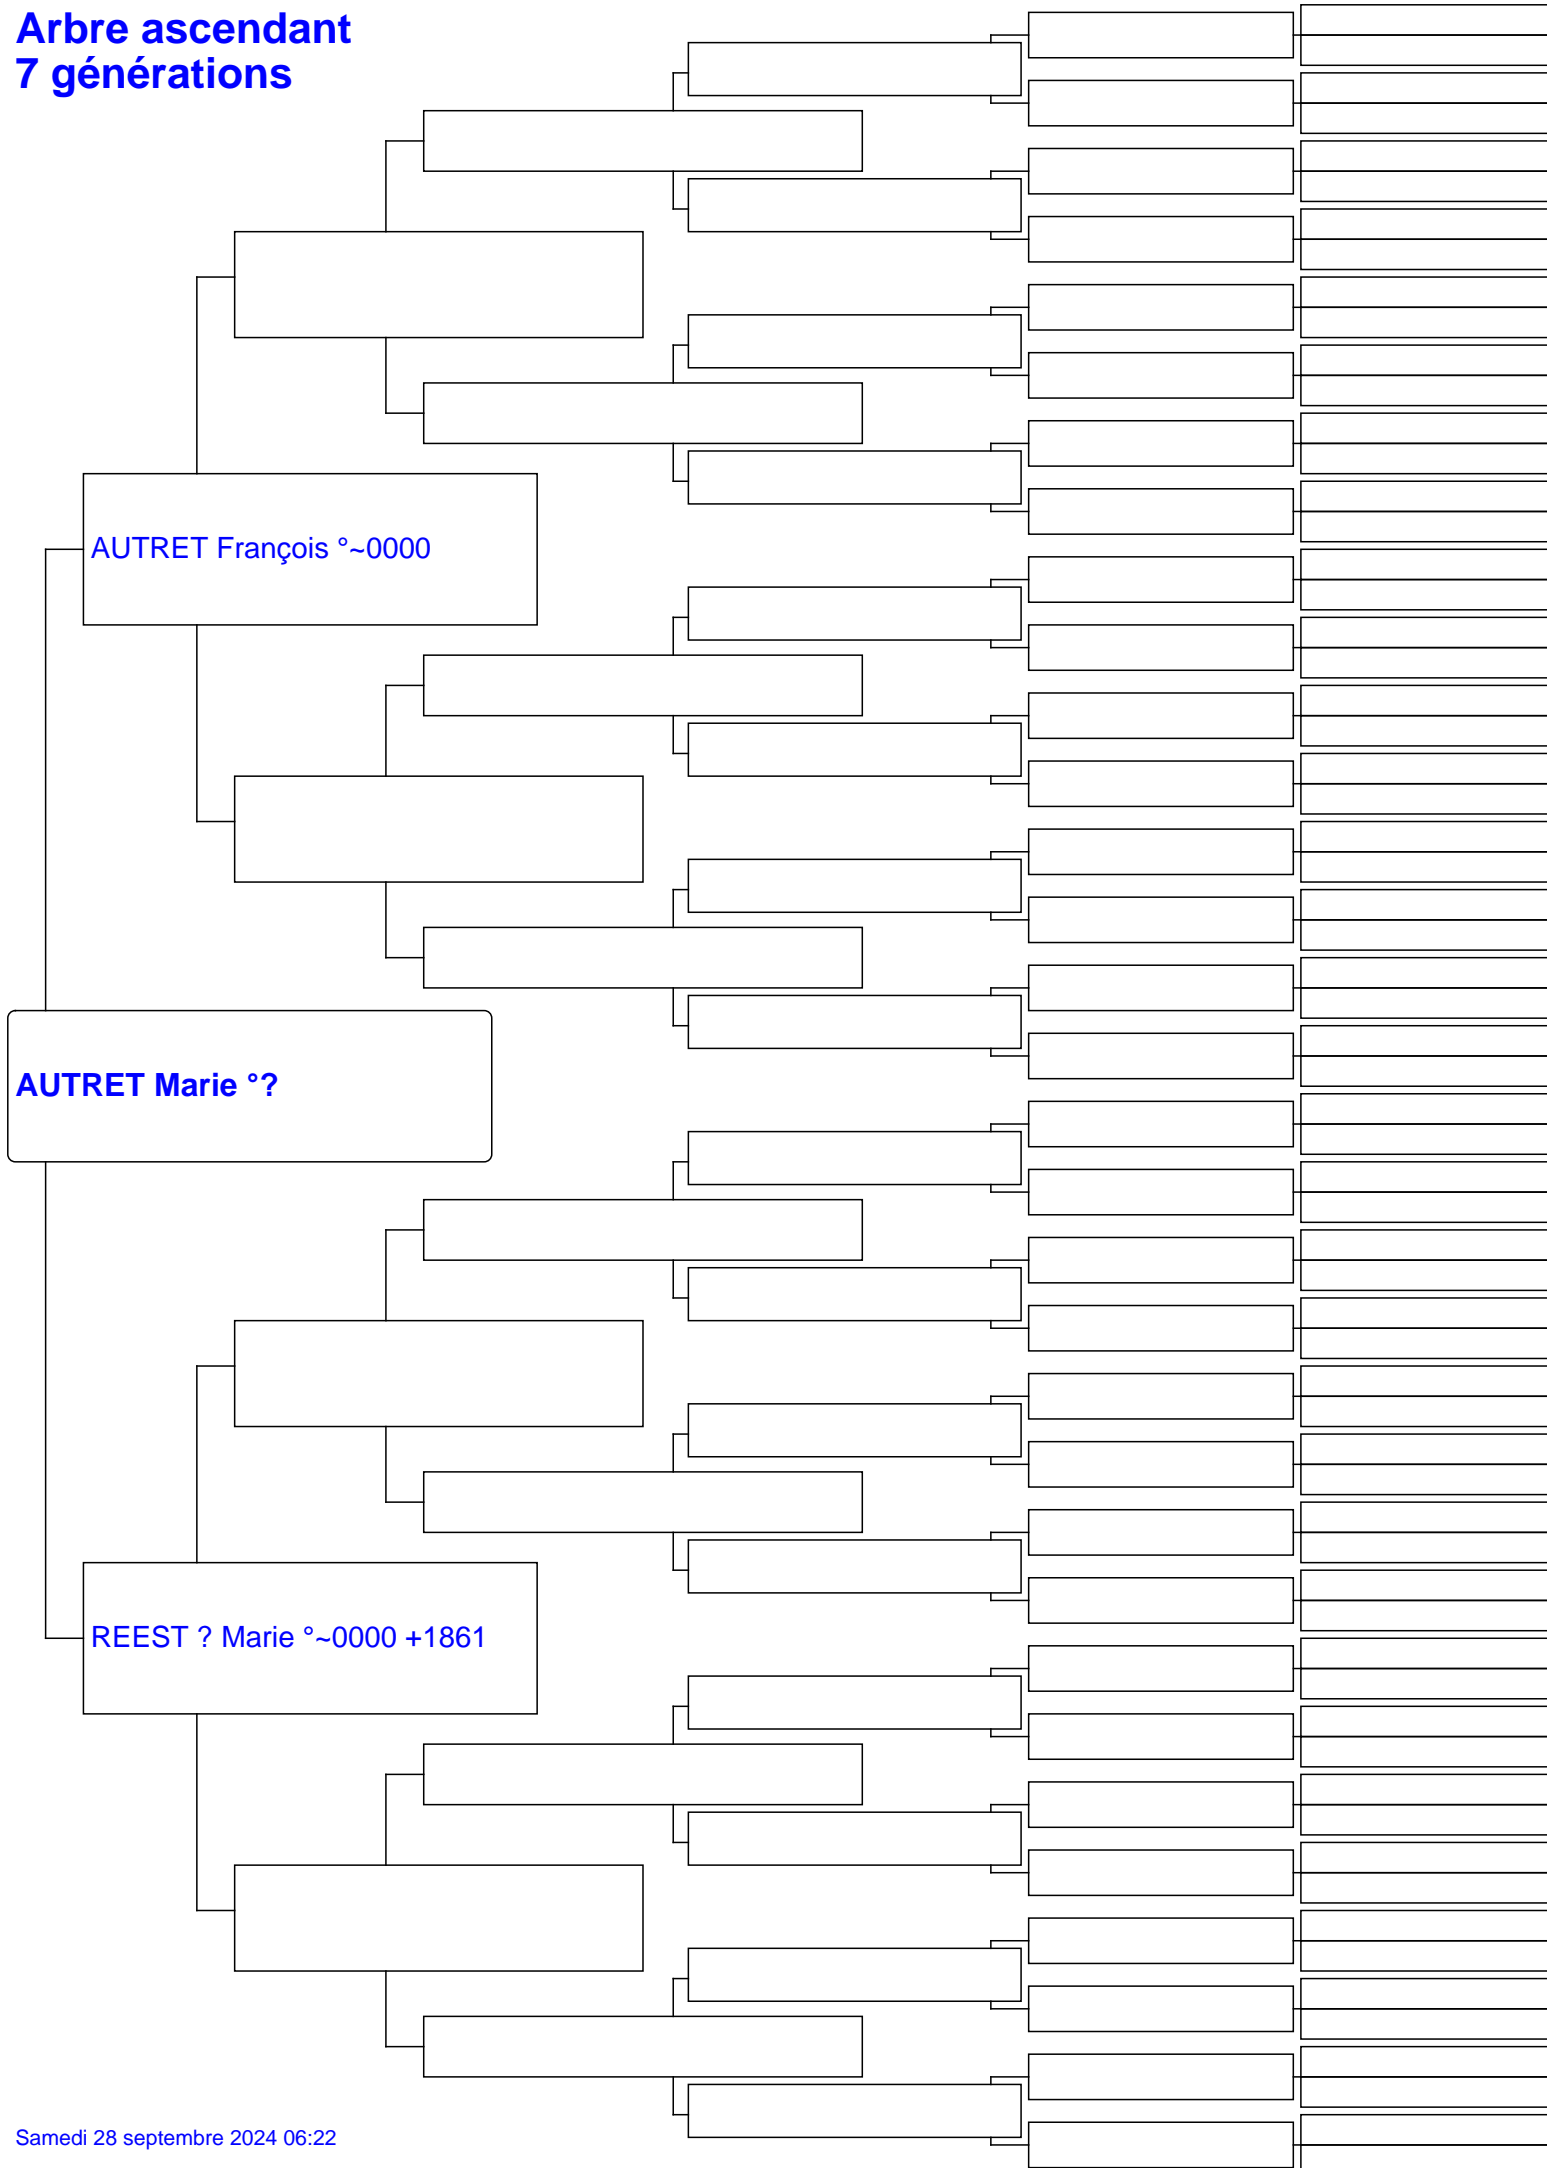 Arbre ascendant
7 générations
AUTRET François °~0000
AUTRET Marie °?
REEST ? Marie °~0000 +1861
Samedi 28 septembre 2024 06:22